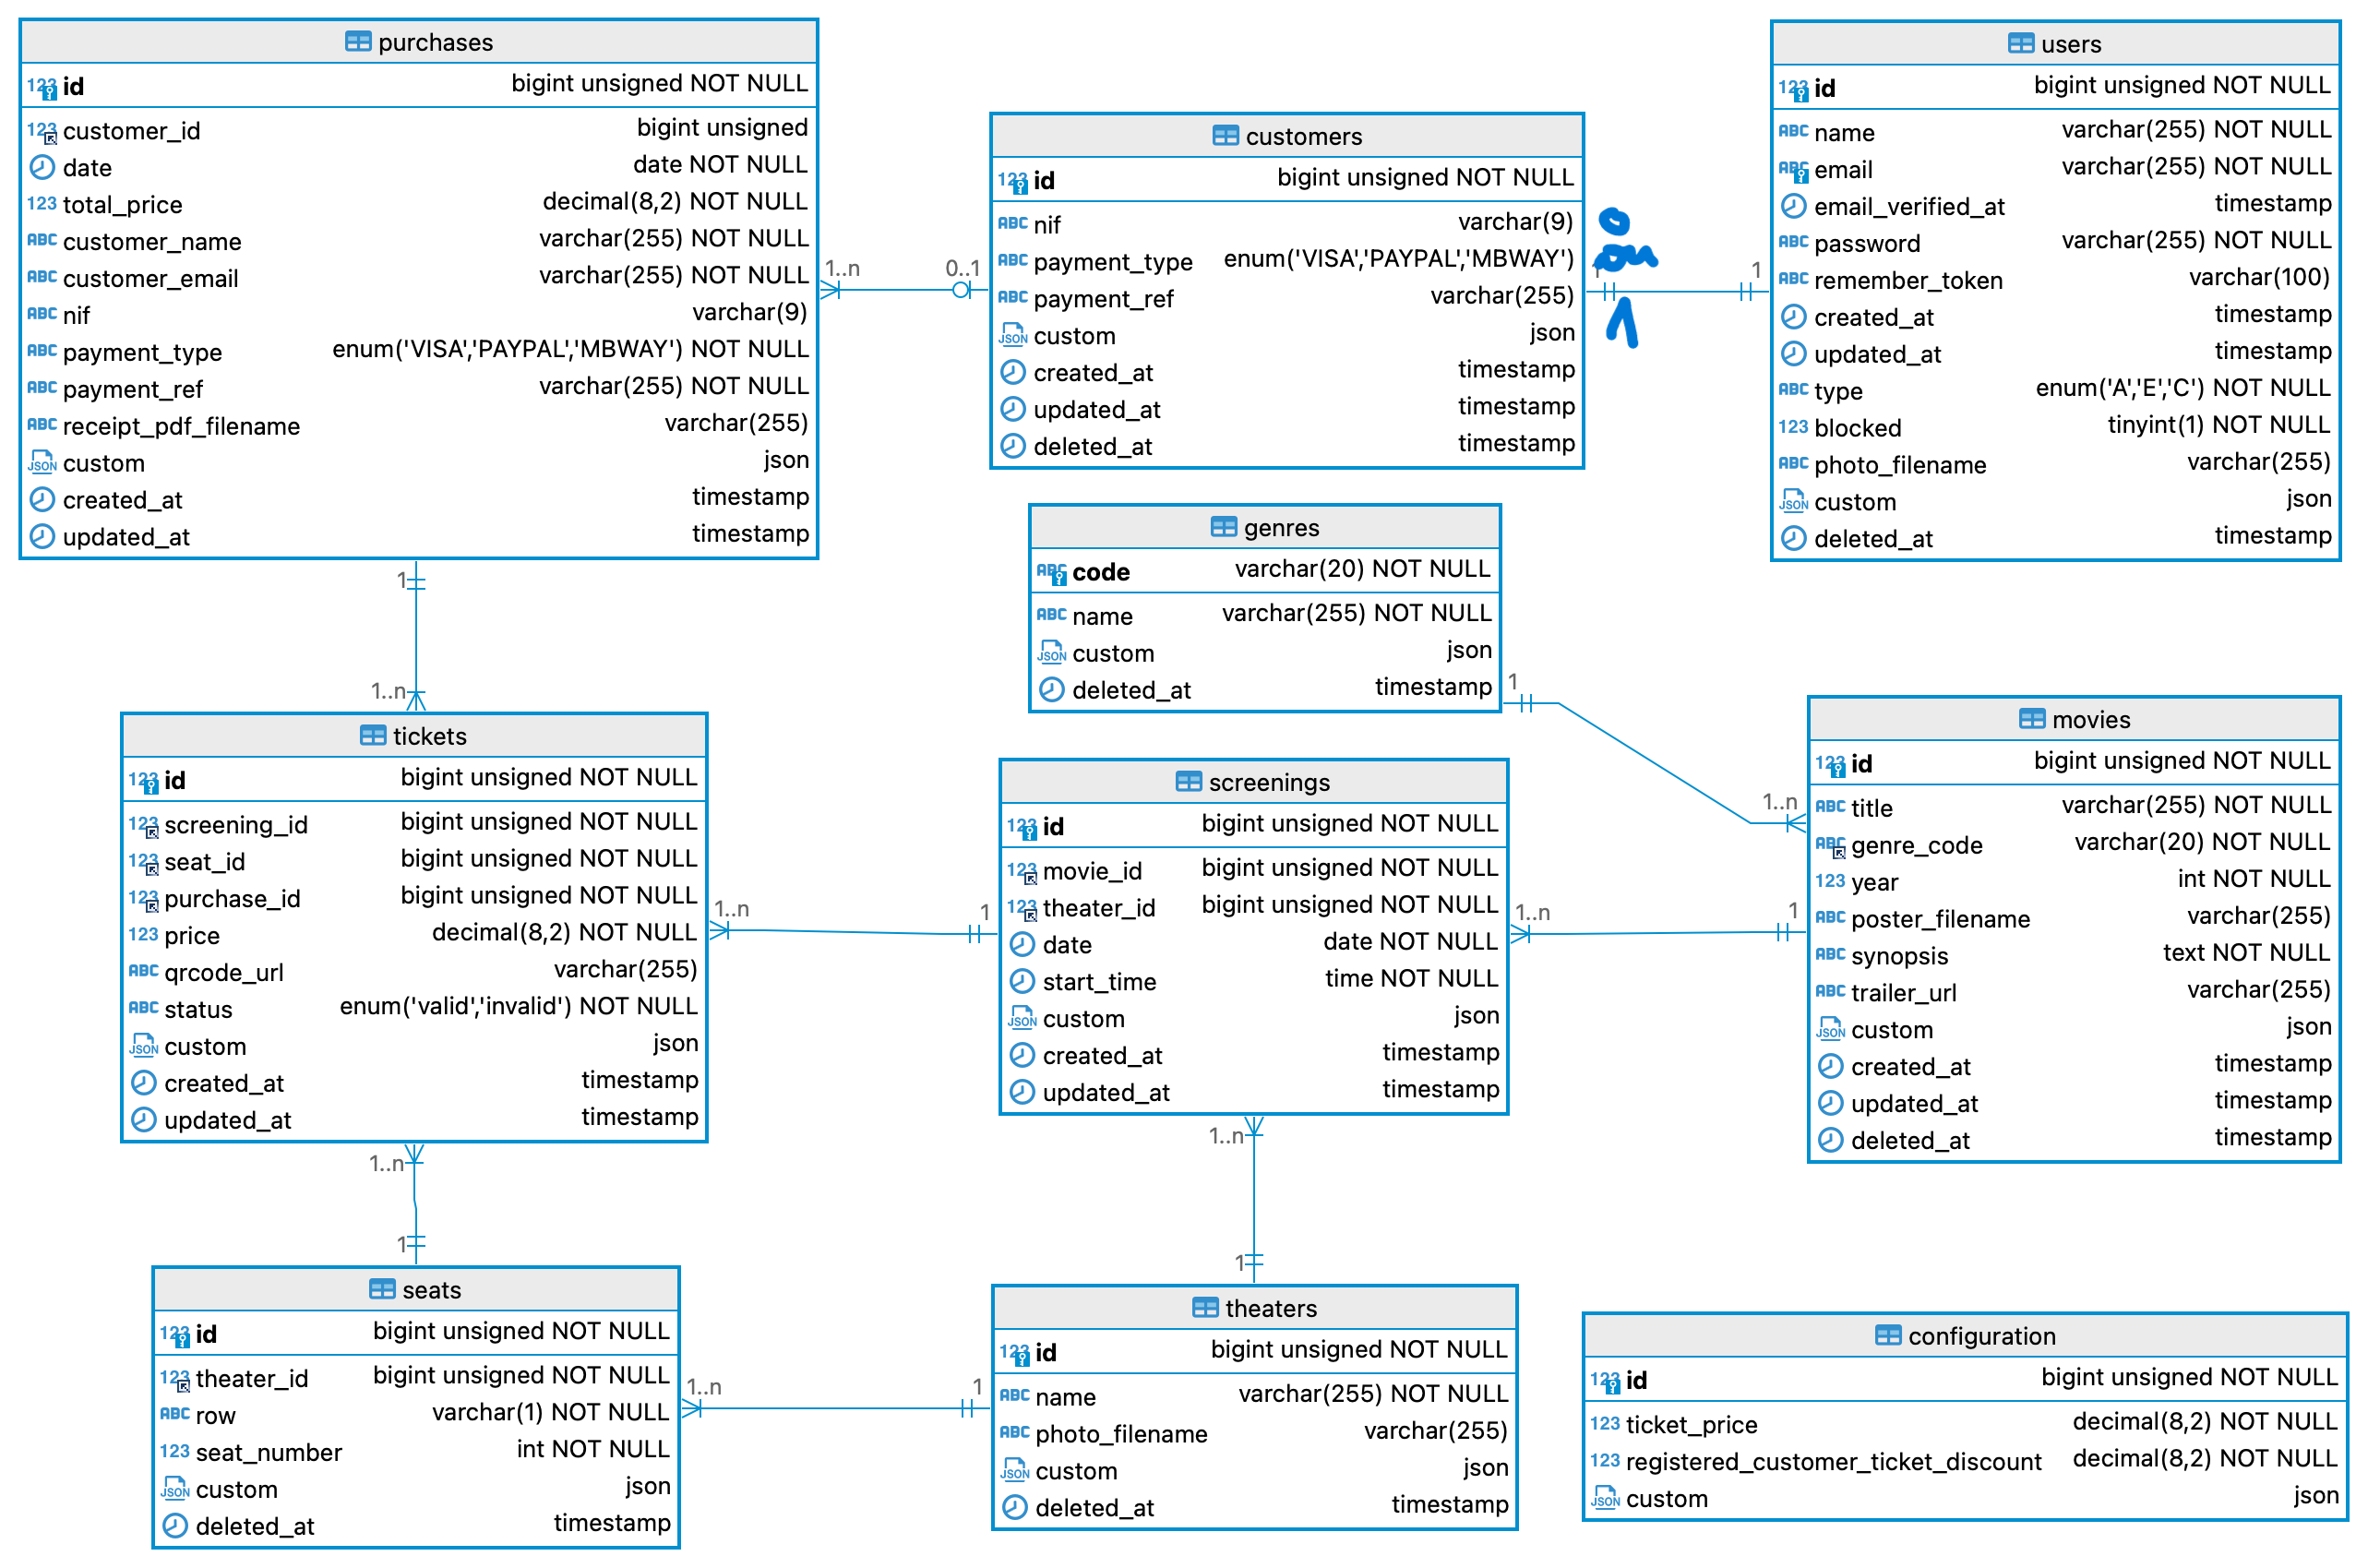 purchases
id bigint unsigned NOT NULL
customer_id bigint unsigned
date date NOT NULL
total_price decimal(8,2) NOT NULL
customer_name varchar(255) NOT NULL
customer_email varchar(255) NOT NULL
nif varchar(9)
payment_type enum('VISA','PAYPAL','MBWAY') NOT NULL
payment_ref varchar(255) NOT NULL
receipt_pdf_filename varchar(255)
custom json
created_at timestamp
updated_at timestamp
1..n
0..1
customers
id bigint unsigned NOT NULL
nif varchar(9)
payment_type enum('VISA','PAYPAL','MBWAY')
payment_ref varchar(255)
custom json
created_at timestamp
updated_at timestamp
deleted_at timestamp
1
1
users
id bigint unsigned NOT NULL
name varchar(255) NOT NULL
email varchar(255) NOT NULL
email_verified_at timestamp
password varchar(255) NOT NULL
remember_token varchar(100)
created_at timestamp
updated_at timestamp
type enum('A','E','C') NOT NULL
blocked tinyint(1) NOT NULL
photo_filename varchar(255)
custom json
deleted_at timestamp
genres
code varchar(20) NOT NULL
name varchar(255) NOT NULL
custom json
deleted_at timestamp
1
1..n
1
1..n
tickets
id bigint unsigned NOT NULL
screening_id bigint unsigned NOT NULL
seat_id bigint unsigned NOT NULL
purchase_id bigint unsigned NOT NULL
price decimal(8,2) NOT NULL
qrcode_url varchar(255)
status enum('valid','invalid') NOT NULL
custom json
created_at timestamp
updated_at timestamp
1..n
1
screenings
id bigint unsigned NOT NULL
movie_id bigint unsigned NOT NULL
theater_id bigint unsigned NOT NULL
date date NOT NULL
start_time time NOT NULL
custom json
created_at timestamp
updated_at timestamp
1..n
1
movies
id bigint unsigned NOT NULL
title varchar(255) NOT NULL
genre_code varchar(20) NOT NULL
year int NOT NULL
poster_filename varchar(255)
synopsis text NOT NULL
trailer_url varchar(255)
custom json
created_at timestamp
updated_at timestamp
deleted_at timestamp
1..n
1
1..n
1
seats
id bigint unsigned NOT NULL
theater_id bigint unsigned NOT NULL
row varchar(1) NOT NULL
seat_number int NOT NULL
custom json
deleted_at timestamp
1..n
1
theaters
id bigint unsigned NOT NULL
name varchar(255) NOT NULL
photo_filename varchar(255)
custom json
deleted_at timestamp
configuration
id bigint unsigned NOT NULL
ticket_price decimal(8,2) NOT NULL
registered_customer_ticket_discount decimal(8,2) NOT NULL
custom json